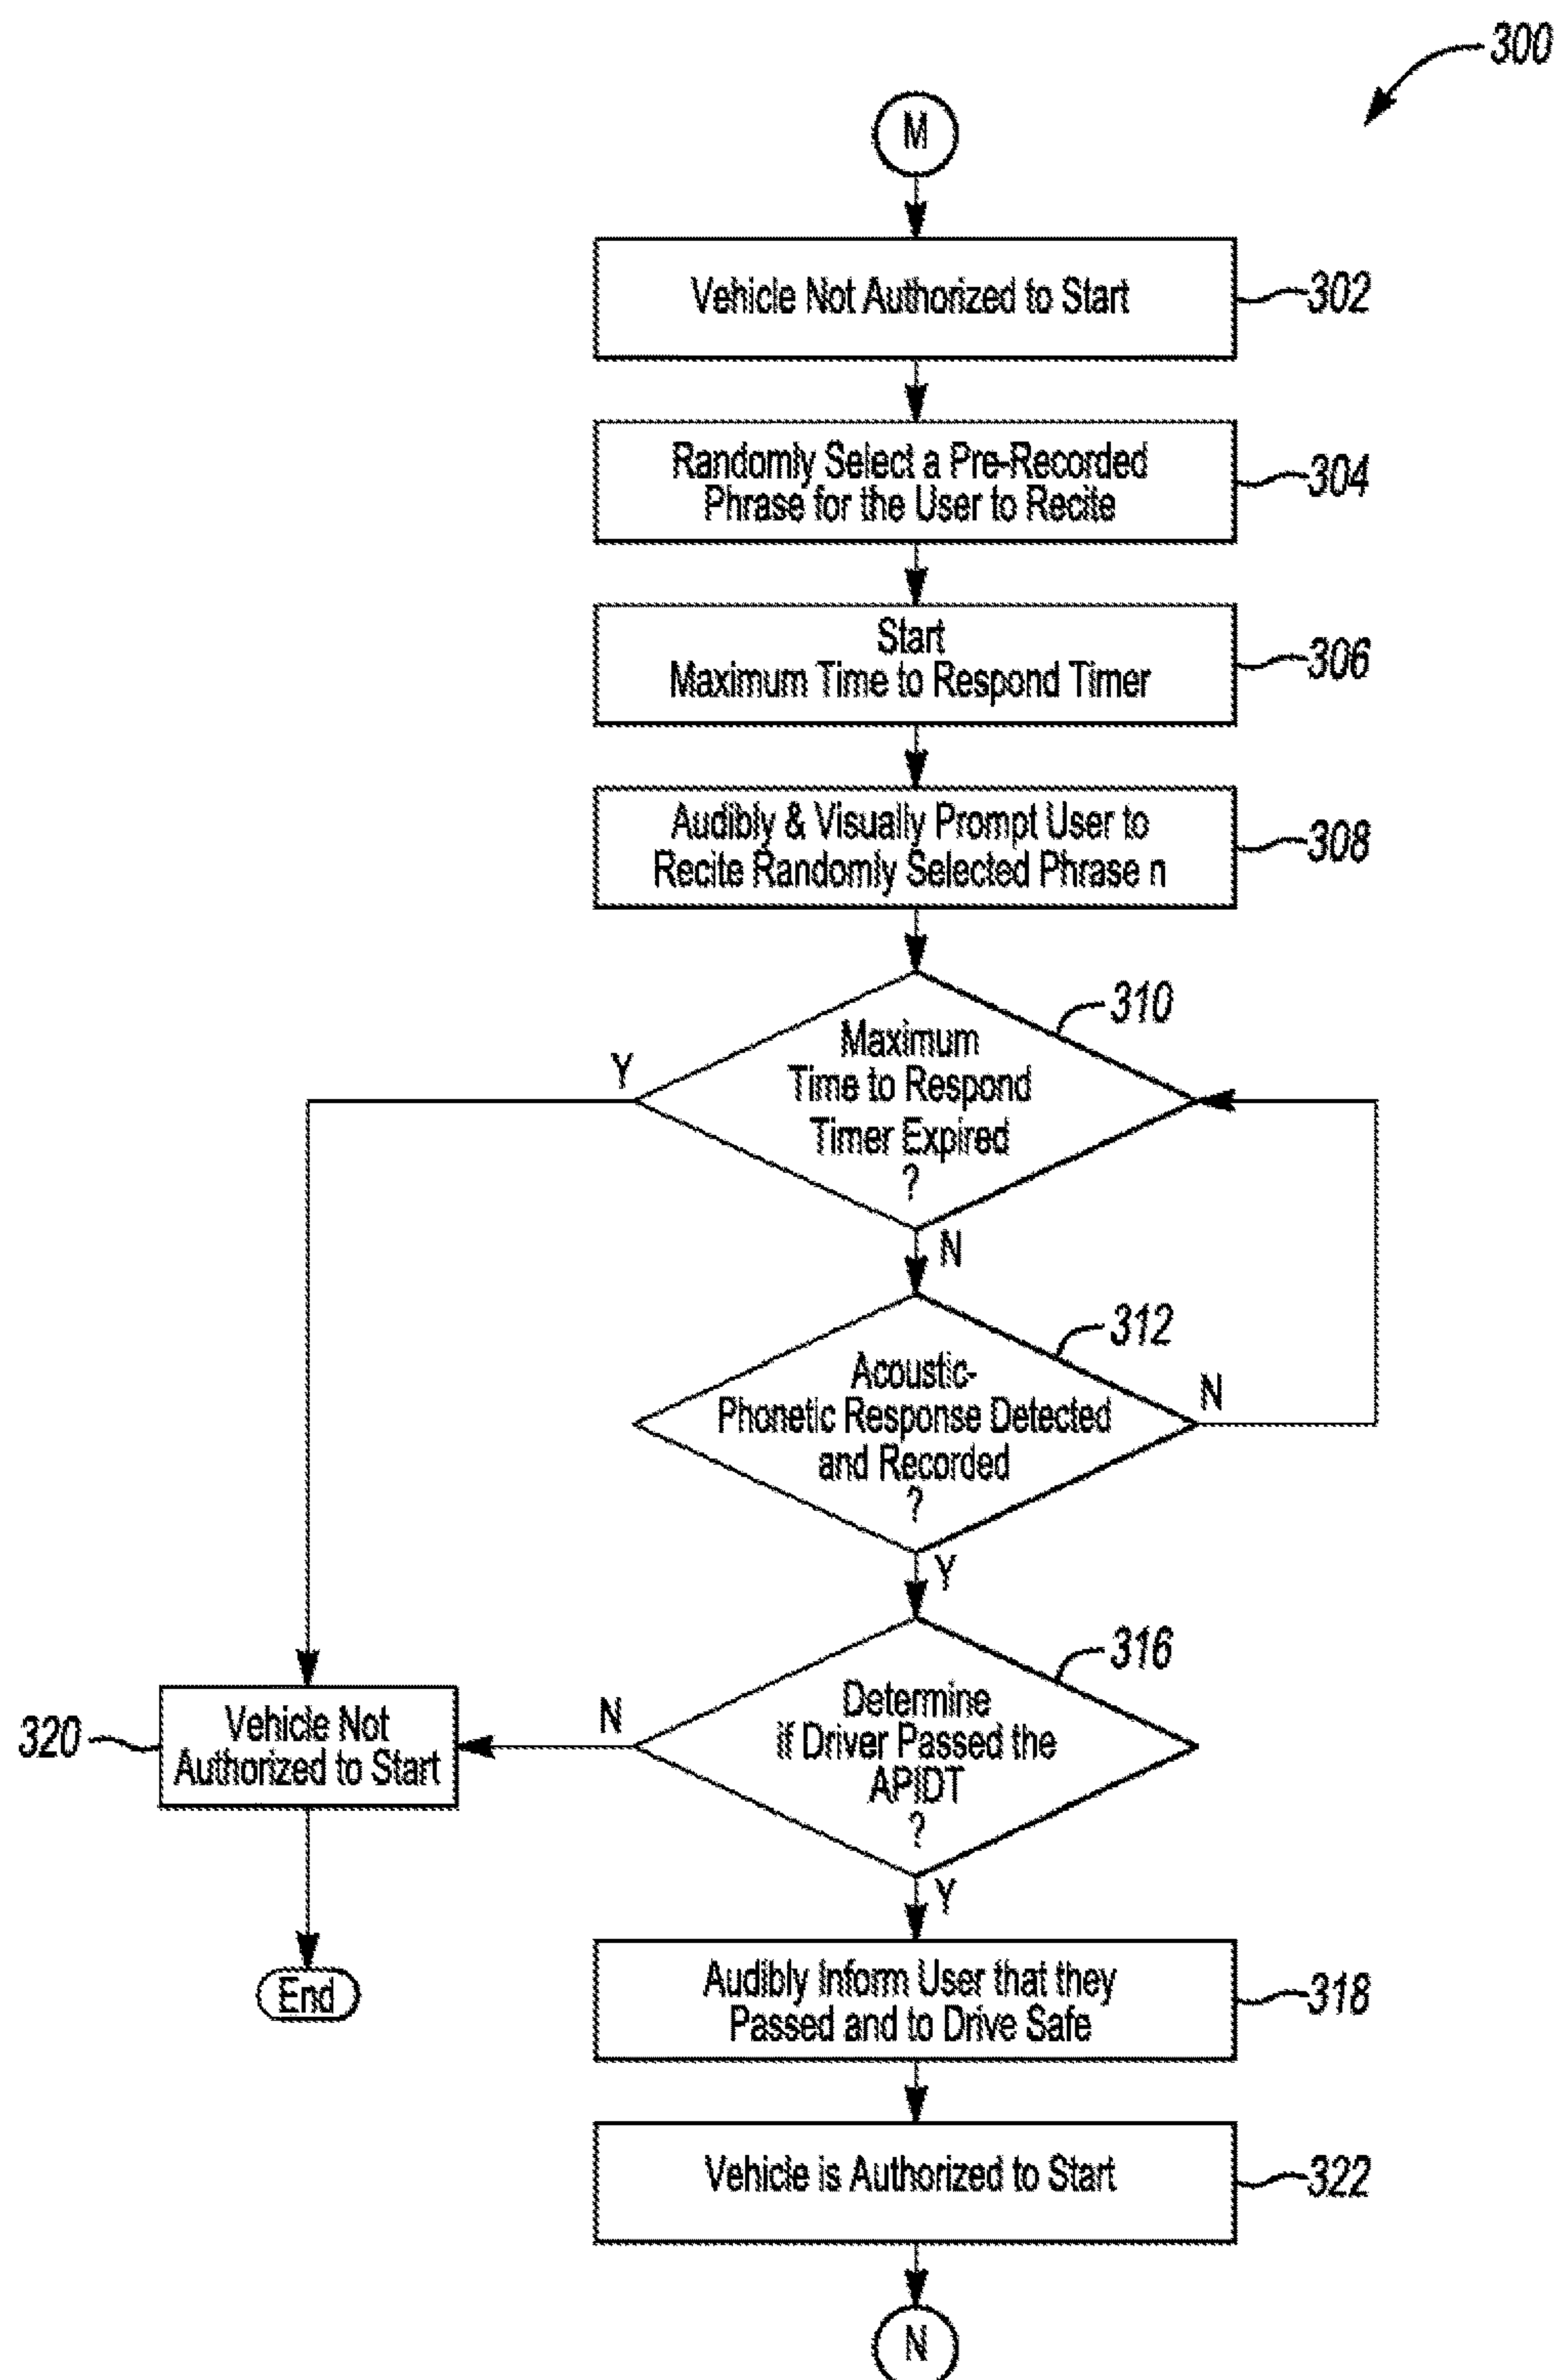 300
M
Vehicle Not Authorized to Start
302
Randomly Select a Pre-Recorded
Phrase for the User to Recite
304
Start
Maximum Time to Respond Timer
306
Audibly & Visually Prompt User to
Recite Randomly Selected Phrase n
308
310
Maximum
Time to Respond
Timer Expired
?
Y
N
312
Acoustic-
Phonetic Response Detected
and Recorded
?
N
Y
316
Determine
if Driver Passed the
APIDT
?
N
Y
320
Vehicle Not
Authorized to Start
End
Audibly Inform User that they
Passed and to Drive Safe
318
Vehicle is Authorized to Start
322
N